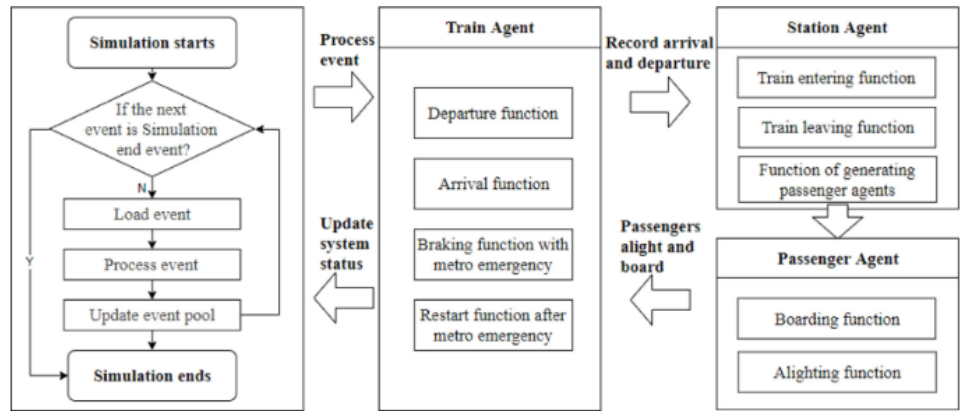 Simulation starts
If the next
event is Simulation
end event?
N
Y
Load event
Process event
Update event pool
Simulation ends
Process
event
Update
system
status
Train Agent
Departure function
Arrival function
Braking function with
metro emergency
Restart function after
metro emergency
Record arrival
and departure
Passengers
alight and
board
Station Agent
Train entering function
Train leaving function
Function of generating
passenger agents
Passenger Agent
Boarding function
Alighting function